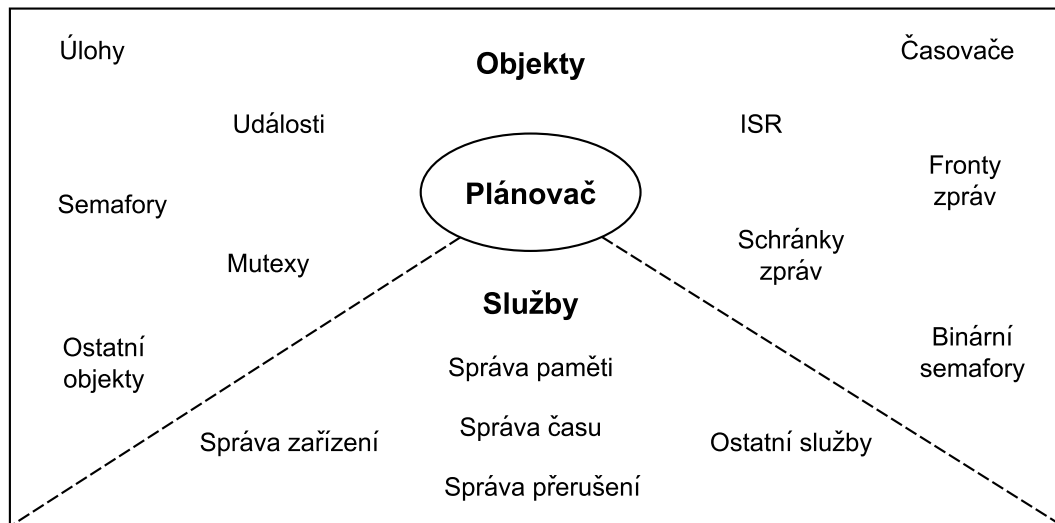 Úlohy
Objekty
Časovače
Události
ISR
Plánovač
Fronty
zpráv
Semafory
Mutexy
Schránky
zpráv
Služby
Ostatní
objekty
Binární
semafory
Správa paměti
Správa času
Správa zařízení
Ostatní služby
Správa přerušení